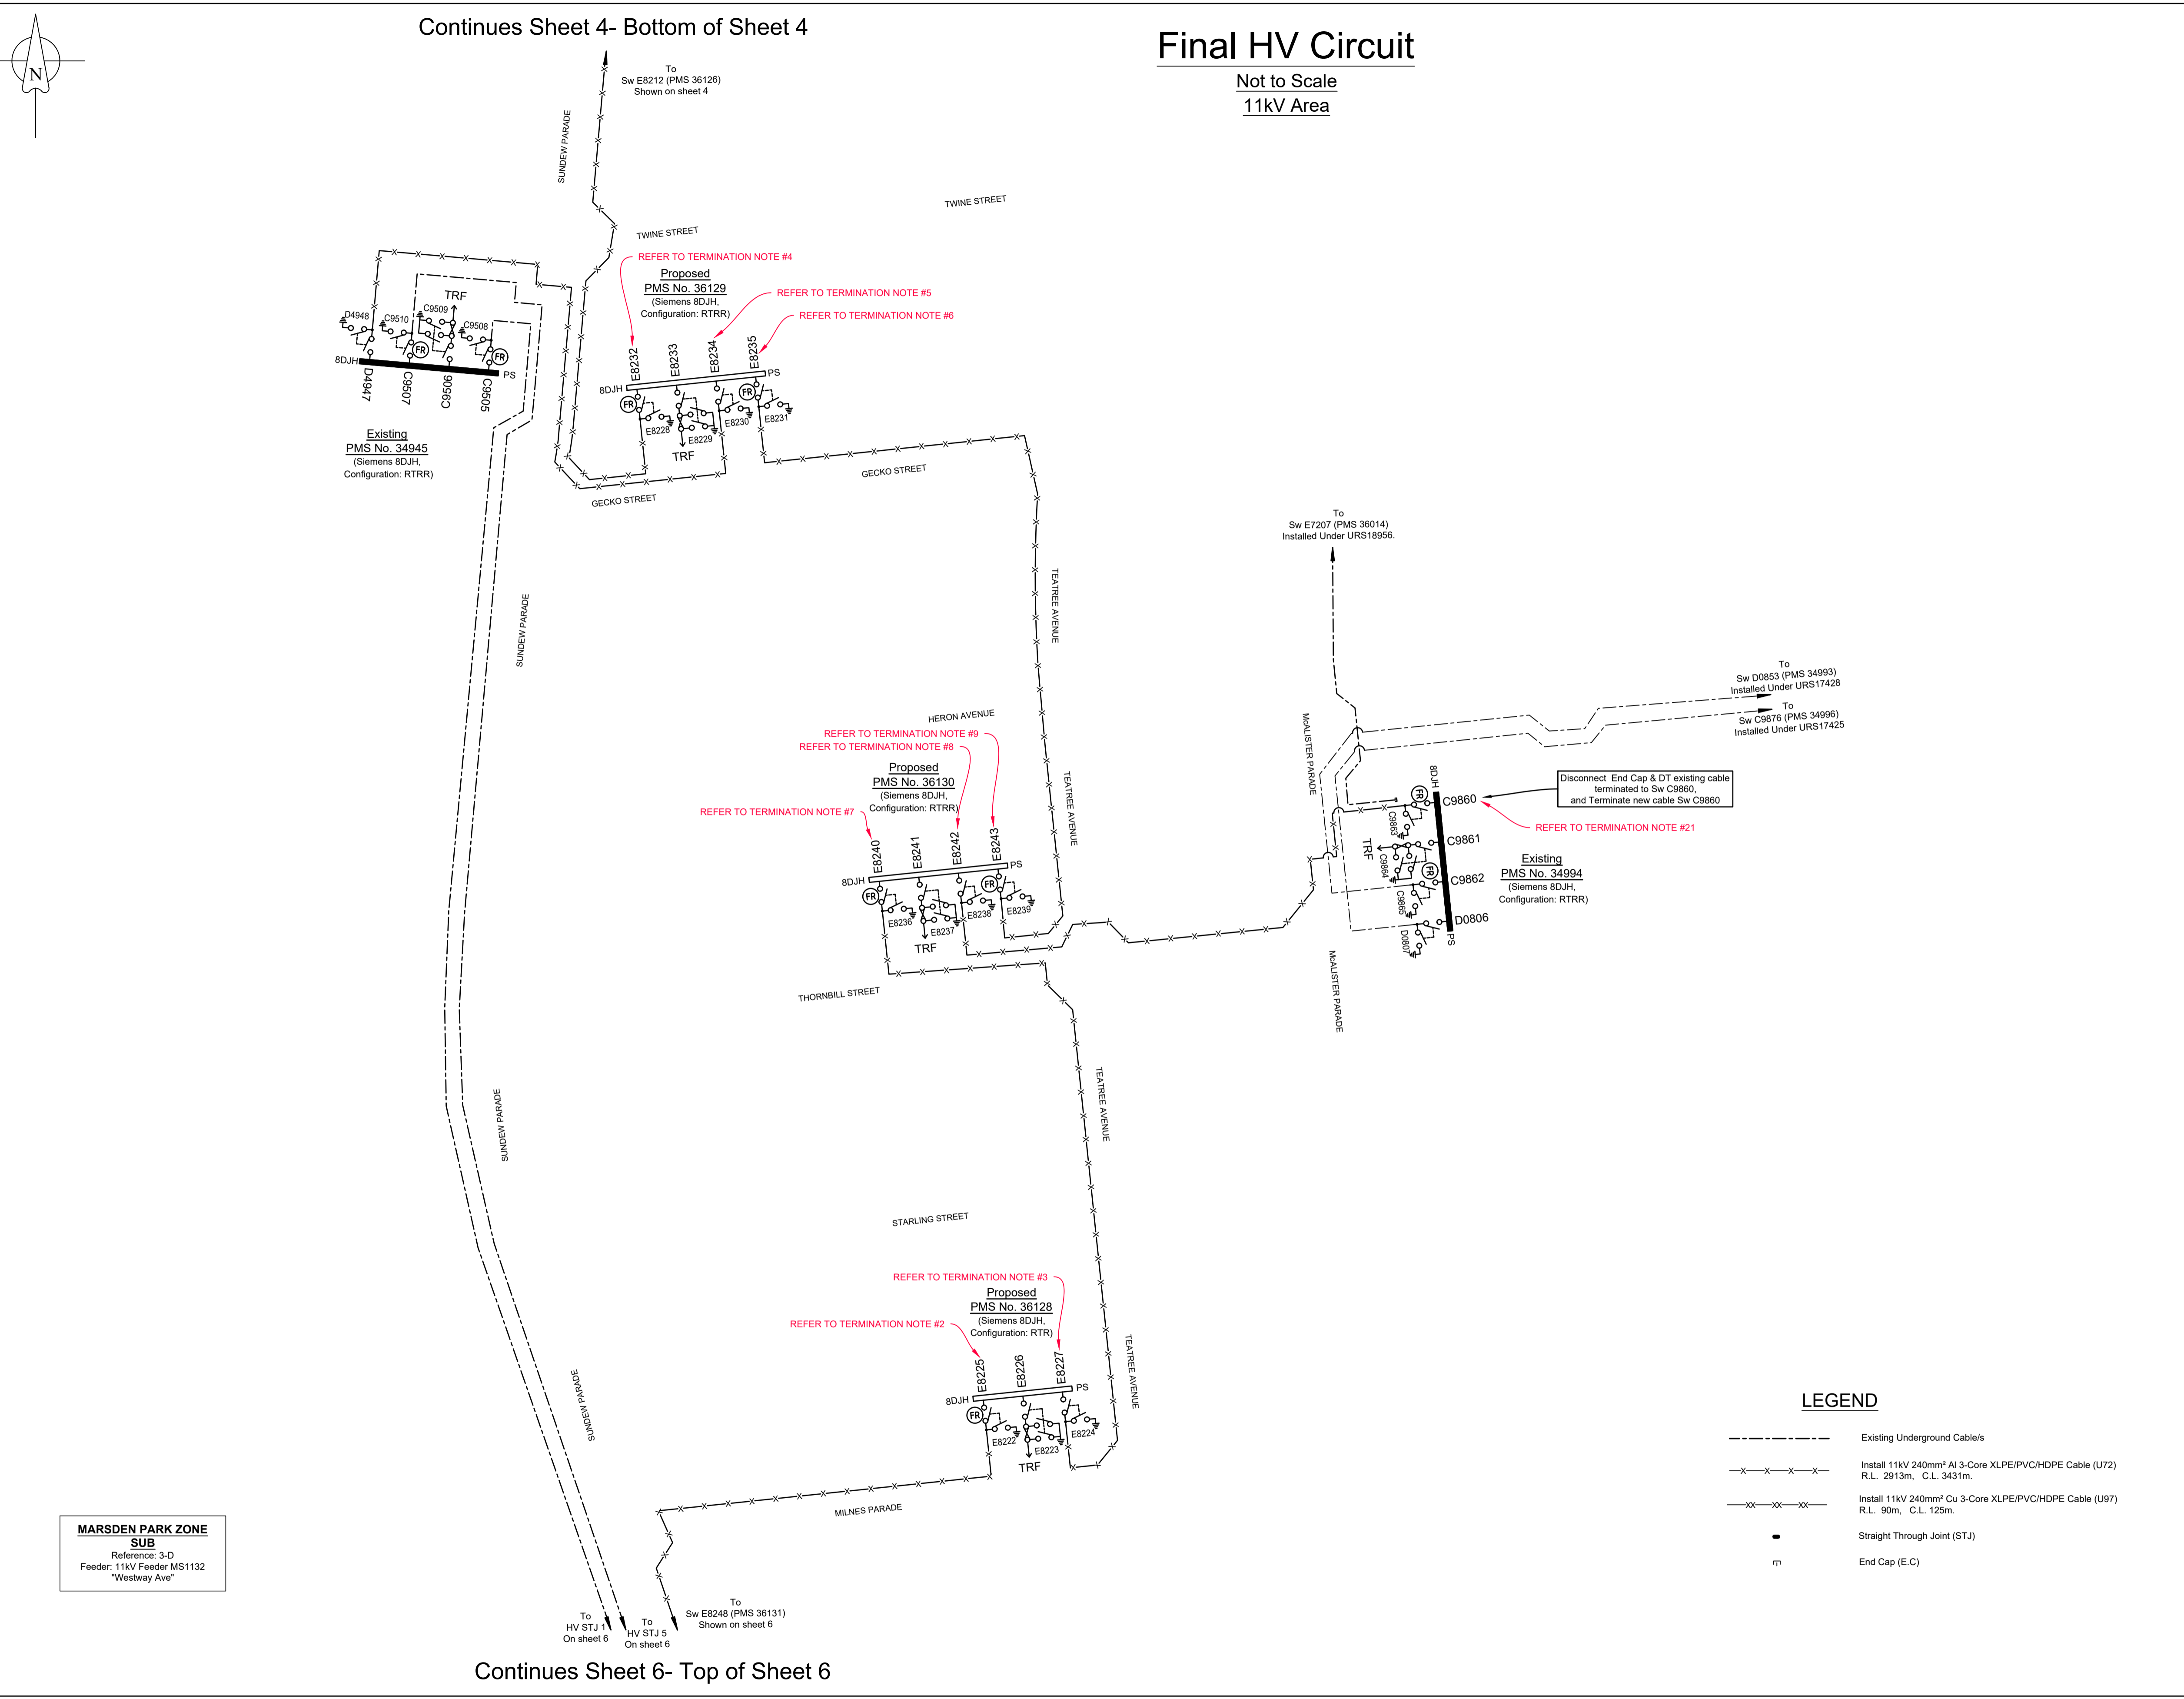 Continues Sheet 4- Bottom of Sheet 4
Final HV Circuit
Not to Scale
11kV Area
N
To
Sw E8212 (PMS 36126)
Shown on sheet 4
SUNDEW PARADE
TWINE STREET
TWINE STREET
REFER TO TERMINATION NOTE #4
Proposed
PMS No. 36129
(Siemens 8DJH,
Configuration: RTRR)
REFER TO TERMINATION NOTE #5
REFER TO TERMINATION NOTE #6
TRF
D4948
C9510
C9509
C9508
FR
FR
8DJH
PS
D4947
C9507
C9506
C9505
Existing
PMS No. 34945
(Siemens 8DJH,
Configuration: RTRR)
E8232
E8233
E8234
E8235
8DJH
PS
FR
FR
E8228
E8229
E8230
E8231
TRF
GECKO STREET
GECKO STREET
To
Sw E7207 (PMS 36014)
Installed Under URS18956.
TEATREE AVENUE
SUNDEW PARADE
To
Sw D0853 (PMS 34993)
Installed Under URS17428
To
Sw C9876 (PMS 34996)
Installed Under URS17425
HERON AVENUE
REFER TO TERMINATION NOTE #9
REFER TO TERMINATION NOTE #8
Proposed
PMS No. 36130
(Siemens 8DJH,
Configuration: RTRR)
REFER TO TERMINATION NOTE #7
TEATREE AVENUE
McALISTER PARADE
8DJH
Disconnect End Cap & DT existing cable
terminated to Sw C9860,
and Terminate new cable Sw C9860
REFER TO TERMINATION NOTE #21
FR
C9860
C9863
C9861
TRF
C9864
FR
C9862
C9865
D0806
D0807
PS
Existing
PMS No. 34994
(Siemens 8DJH,
Configuration: RTRR)
McALISTER PARADE
E8240
E8241
E8242
E8243
8DJH
PS
FR
FR
E8236
E8237
E8238
E8239
TRF
THORNBILL STREET
SUNDEW PARADE
TEATREE AVENUE
STARLING STREET
REFER TO TERMINATION NOTE #3
Proposed
PMS No. 36128
(Siemens 8DJH,
Configuration: RTR)
REFER TO TERMINATION NOTE #2
E8225
E8226
E8227
8DJH
PS
FR
E8222
E8223
E8224
TRF
TEATREE AVENUE
SUNDEW PARADE
MILNES PARADE
LEGEND
Existing Underground Cable/s
Install 11kV 240mm² Al 3-Core XLPE/PVC/HDPE Cable (U72)
R.L. 2913m, C.L. 3431m.
Install 11kV 240mm² Cu 3-Core XLPE/PVC/HDPE Cable (U97)
R.L. 90m, C.L. 125m.
Straight Through Joint (STJ)
End Cap (E.C)
MARSDEN PARK ZONE
SUB
Reference: 3-D
Feeder: 11kV Feeder MS1132
"Westway Ave"
To
HV STJ 1
On sheet 6
To
HV STJ 5
On sheet 6
To
Sw E8248 (PMS 36131)
Shown on sheet 6
Continues Sheet 6- Top of Sheet 6